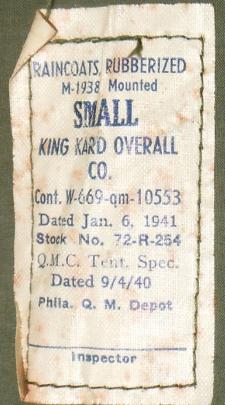 RAINCOATS, RUBBERIZED
M-1938 Mounted
SMALL
KING KARD OVERALL
CO.
Cont. W-669-qm-10553
Dated Jan. 6, 1941
Stock No. 72-R-254
Q.M.C. Tent. Spec.
Dated 9/4/40
Phila. Q. M. Depot
Inspector